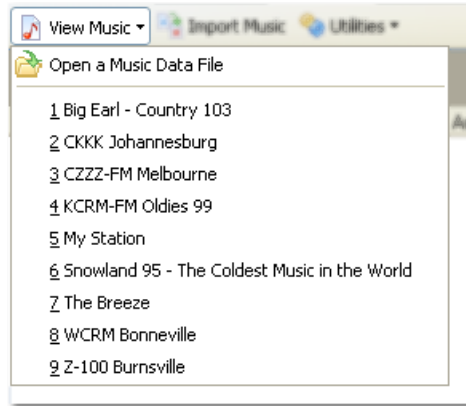 View Music Import Music Utilities
Open a Music Data File
1 Big Earl - Country 103
2 CKKK Johannesburg
3 CZZZ-FM Melbourne
4 KCRM-FM Oldies 99
5 My Station
6 Snowland 95 - The Coldest Music in the World
7 The Breeze
8 WCRM Bonneville
9 Z-100 Burnsville